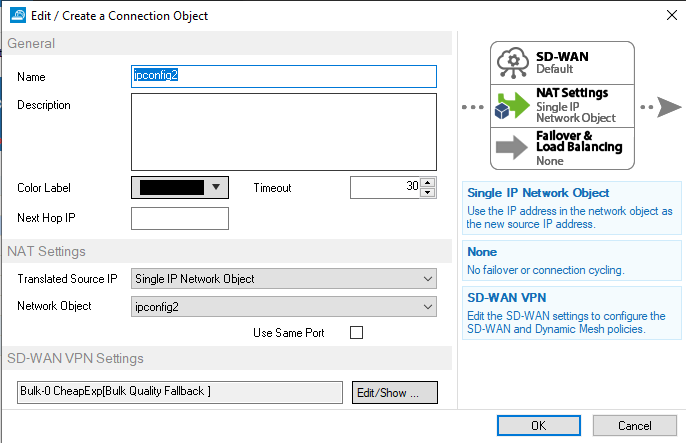 Edit / Create a Connection Object
General
Name
ipconfig2
Description
Color Label
Timeout
30
Next Hop IP
NAT Settings
Translated Source IP
Single IP Network Object
Network Object
ipconfig2
Use Same Port
SD-WAN VPN Settings
Bulk-0 CheapExp[Bulk Quality Fallback ]
Edit/Show ...
SD-WAN
Default
NAT Settings
Single IP
Network Object
Failover &
Load Balancing
None
Single IP Network Object
Use the IP address in the network object as
the new source IP address.
None
No failover or connection cycling.
SD-WAN VPN
Edit the SD-WAN settings to configure the
SD-WAN and Dynamic Mesh policies.
OK
Cancel